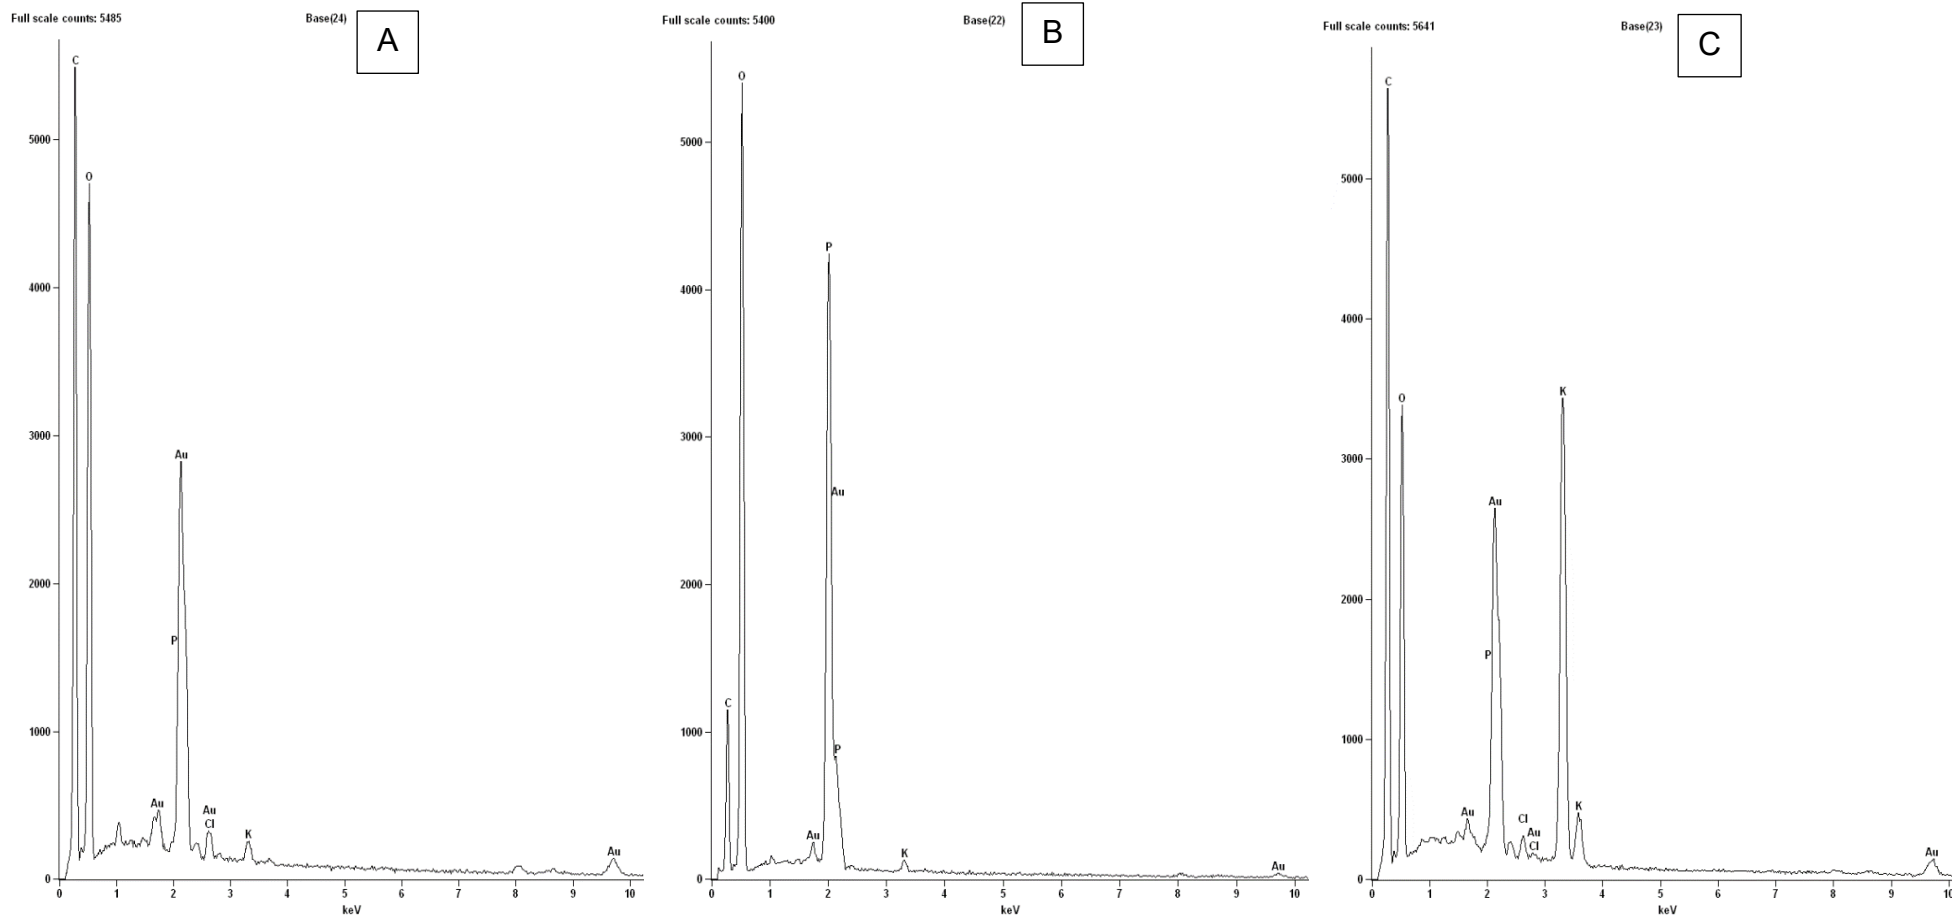 Full scale counts: 5485
Base(24)
A
C
O
Au
P
Au
Au
Cl
K
Au
5000
4000
3000
2000
1000
0
0 1 2 3 4 5 6 7 8 9 10
keV
Full scale counts: 5400
Base(22)
B
O
P
Au
C
P
Au
K
Au
5000
4000
3000
2000
1000
0
0 1 2 3 4 5 6 7 8 9 10
keV
Full scale counts: 5641
Base(23)
C
C
O
K
Au
P
Au
Cl
Au
Cl
K
Au
5000
4000
3000
2000
1000
0
0 1 2 3 4 5 6 7 8 9 10
keV